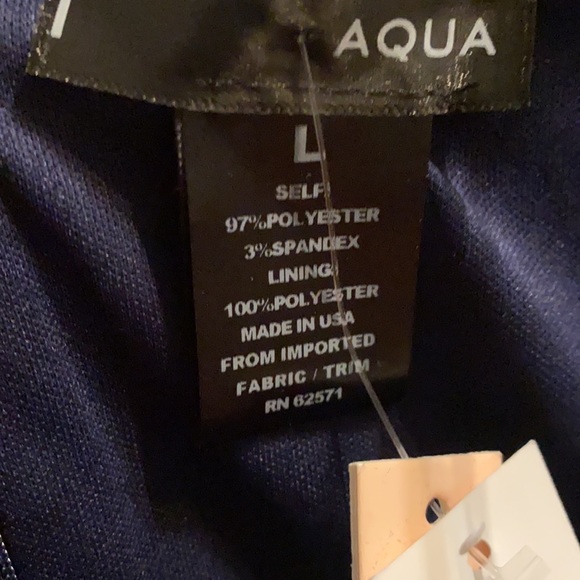 AQUA
L
SELF
97%POLYESTER
3%SPANDEX
LINING
100%POLYESTER
MADE IN USA
FROM IMPORTED
FABRIC / TRIM
RN 62571